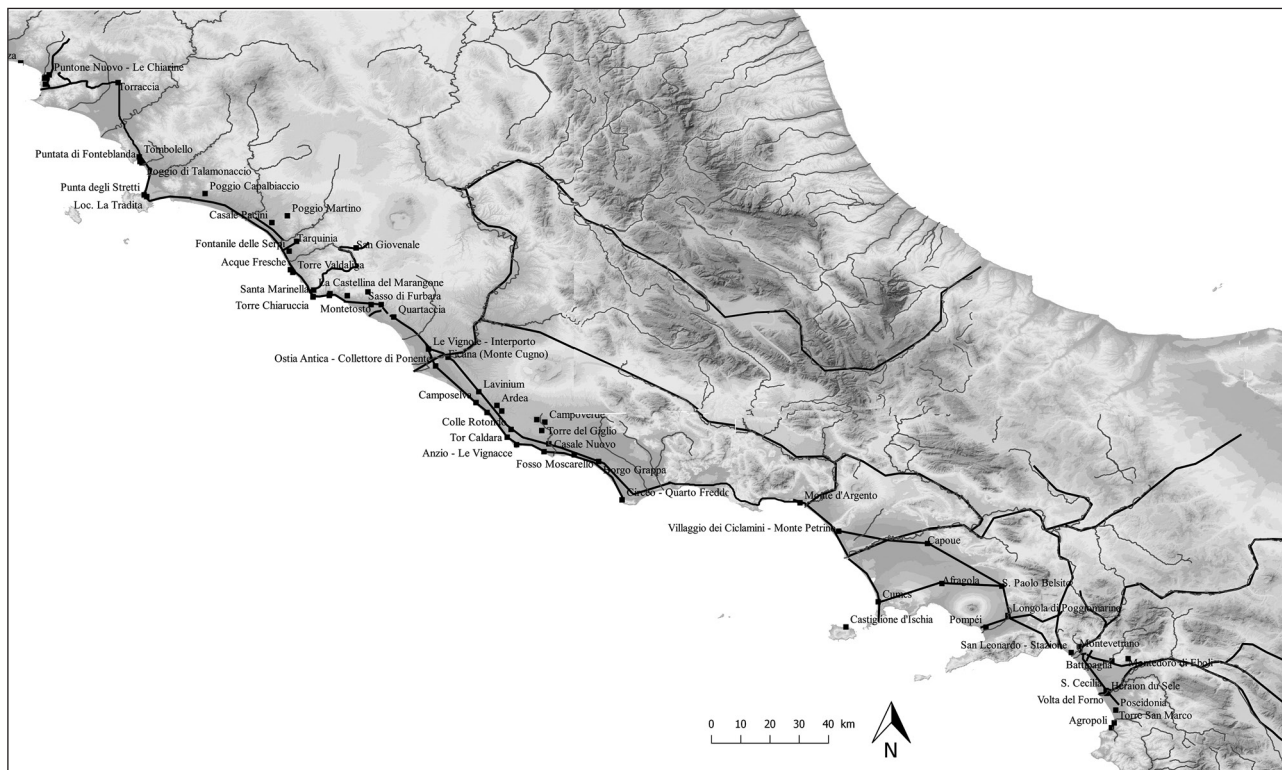 za
Puntone Nuovo - Le Chiarine
Torraccia
Tombolello
Puntata di Fonteblanda
Poggio di Talamonaccio
Punta degli Stretti
Poggio Capalbiaccio
Loc. La Tradita
Poggio Martino
Casale Pacini
Tarquinia
Fontanile delle Serpi
San Giovenale
Acque Fresche
Torre Valdaliga
La Castellina del Marangone
Santa Marinella
Sasso di Furbara
Torre Chiaruccia
Montetosto
Quartaccia
Le Vignole - Interporto
Ficana (Monte Cugno)
Ostia Antica - Collettore di Ponente
Lavinium
Camposelva
Ardea
Campoverde
Colle Rotondo
Torre del Giglio
Tor Caldara
Casale Nuovo
Anzio - Le Vignacce
Fosso Moscarello
Borgo Grappa
Circeo - Quarto Freddo
Monte d'Argento
Villaggio dei Ciclamini - Monte Petrino
Capoue
Afragola
S. Paolo Belsito
Cumes
Longola di Poggiomarino
Castiglione d'Ischia
Pompéi
San Leonardo - Stazione
Montevetrano
Battipaglia
Montedoro di Eboli
S. Cecilia
Heraion du Sele
Volta del Forno
Poseidonia
Torre San Marco
Agropoli
0 10 20 30 40 km
N